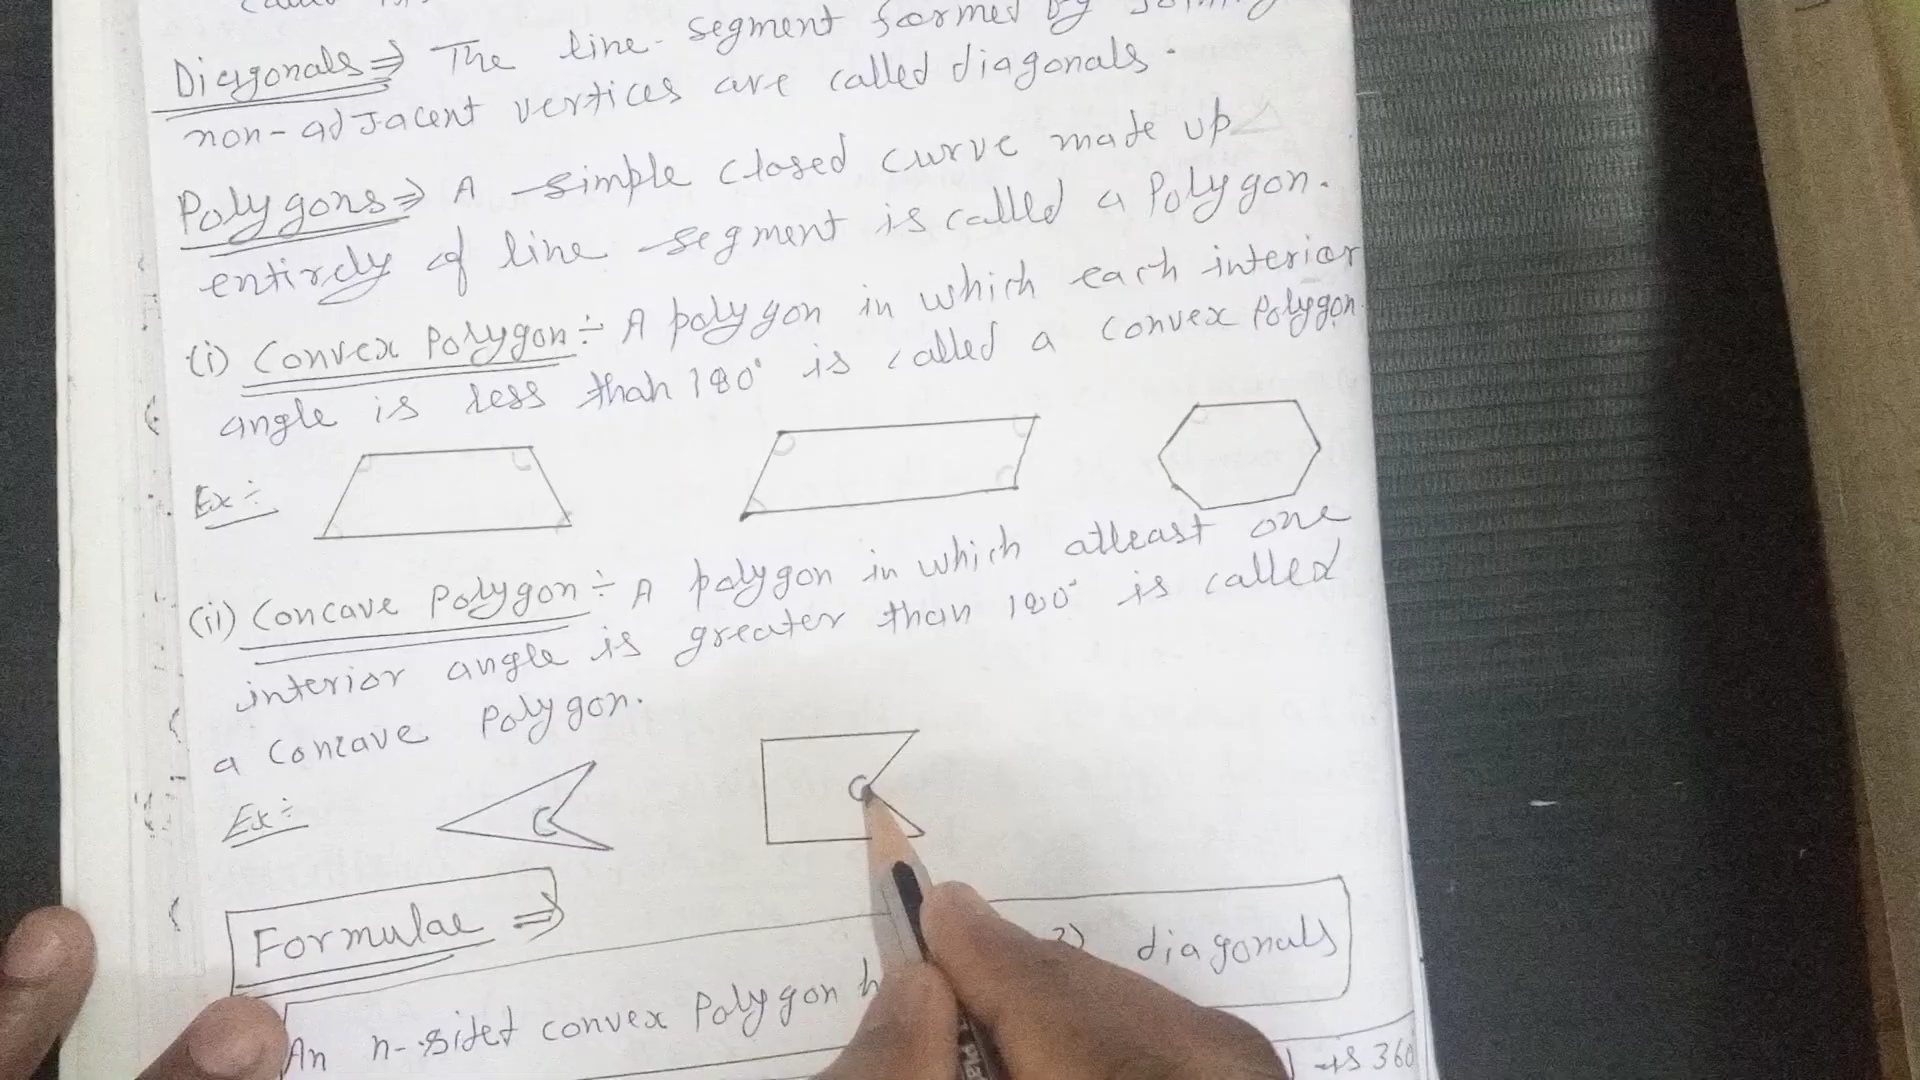 Diagonals ⇒ The line-segment formed by
non-adjacent vertices are called diagonals.
Polygons ⇒ A simple closed curve made up
entirely of line segment is called a Polygon.
(i) Convex Polygon ÷ A polygon in which each interior
angle is less than 180° is called a convex Polygon
Ex ÷
(ii) Concave Polygon ÷ A polygon in which atleast one
interior angle is greater than 180° is called
a Concave Polygon.
Ex ÷
Formulae ⇒
An n-sided convex Polygon diagonals
is 360